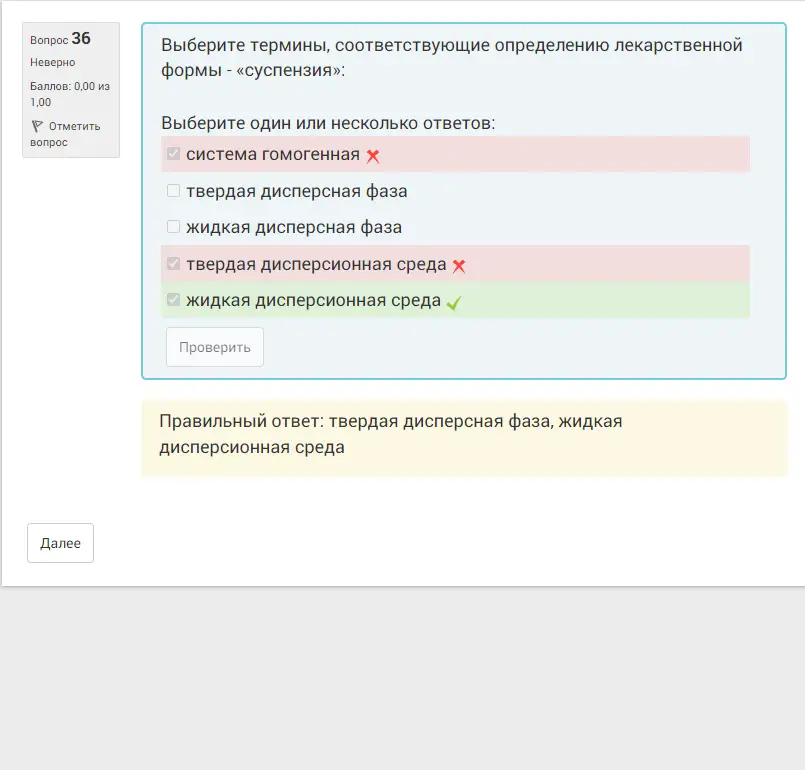 Вопрос 36
Неверно
Баллов: 0,00 из
1,00
Отметить
вопрос
Выберите термины, соответствующие определению лекарственной
формы - «суспензия»:
Выберите один или несколько ответов:
система гомогенная
твердая дисперсная фаза
жидкая дисперсная фаза
твердая дисперсионная среда
жидкая дисперсионная среда
Проверить
Правильный ответ: твердая дисперсная фаза, жидкая
дисперсионная среда
Далее